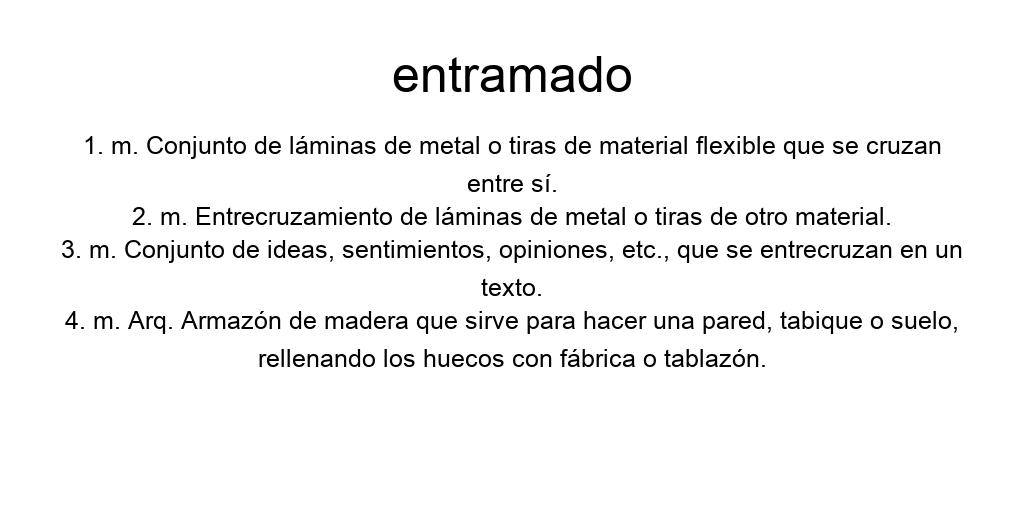 entramado
1. m. Conjunto de láminas de metal o tiras de material flexible que se cruzan
entre sí.
2. m. Entrecruzamiento de láminas de metal o tiras de otro material.
3. m. Conjunto de ideas, sentimientos, opiniones, etc., que se entrecruzan en un
texto.
4. m. Arq. Armazón de madera que sirve para hacer una pared, tabique o suelo,
rellenando los huecos con fábrica o tablazón.